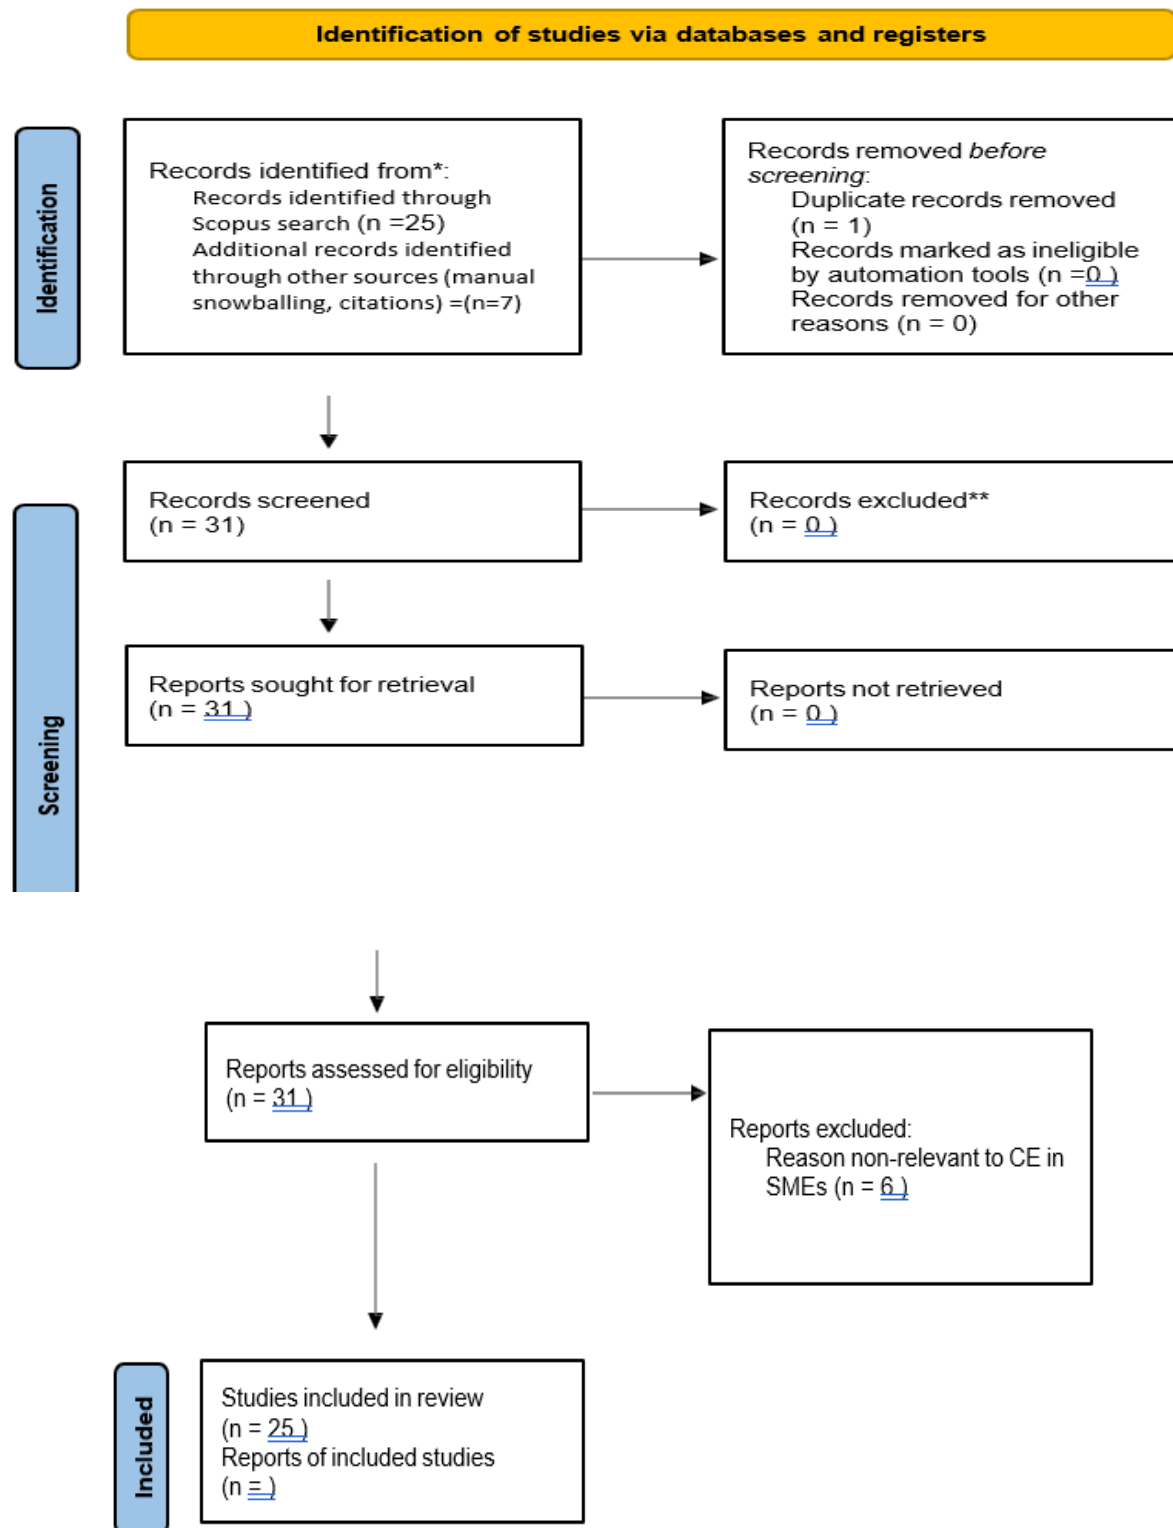 Identification of studies via databases and registers
Identification
Records identified from*:
Records identified through
Scopus search (n =25)
Additional records identified
through other sources (manual
snowballing, citations) =(n=7)
Records removed before
screening:
Duplicate records removed
(n = 1)
Records marked as ineligible
by automation tools (n =0 )
Records removed for other
reasons (n = 0)
Screening
Records screened
(n = 31)
Records excluded**
(n = 0 )
Reports sought for retrieval
(n = 31 )
Reports not retrieved
(n = 0 )
Reports assessed for eligibility
(n = 31 )
Reports excluded:
Reason non-relevant to CE in
SMEs (n = 6 )
Included
Studies included in review
(n = 25 )
Reports of included studies
(n = )